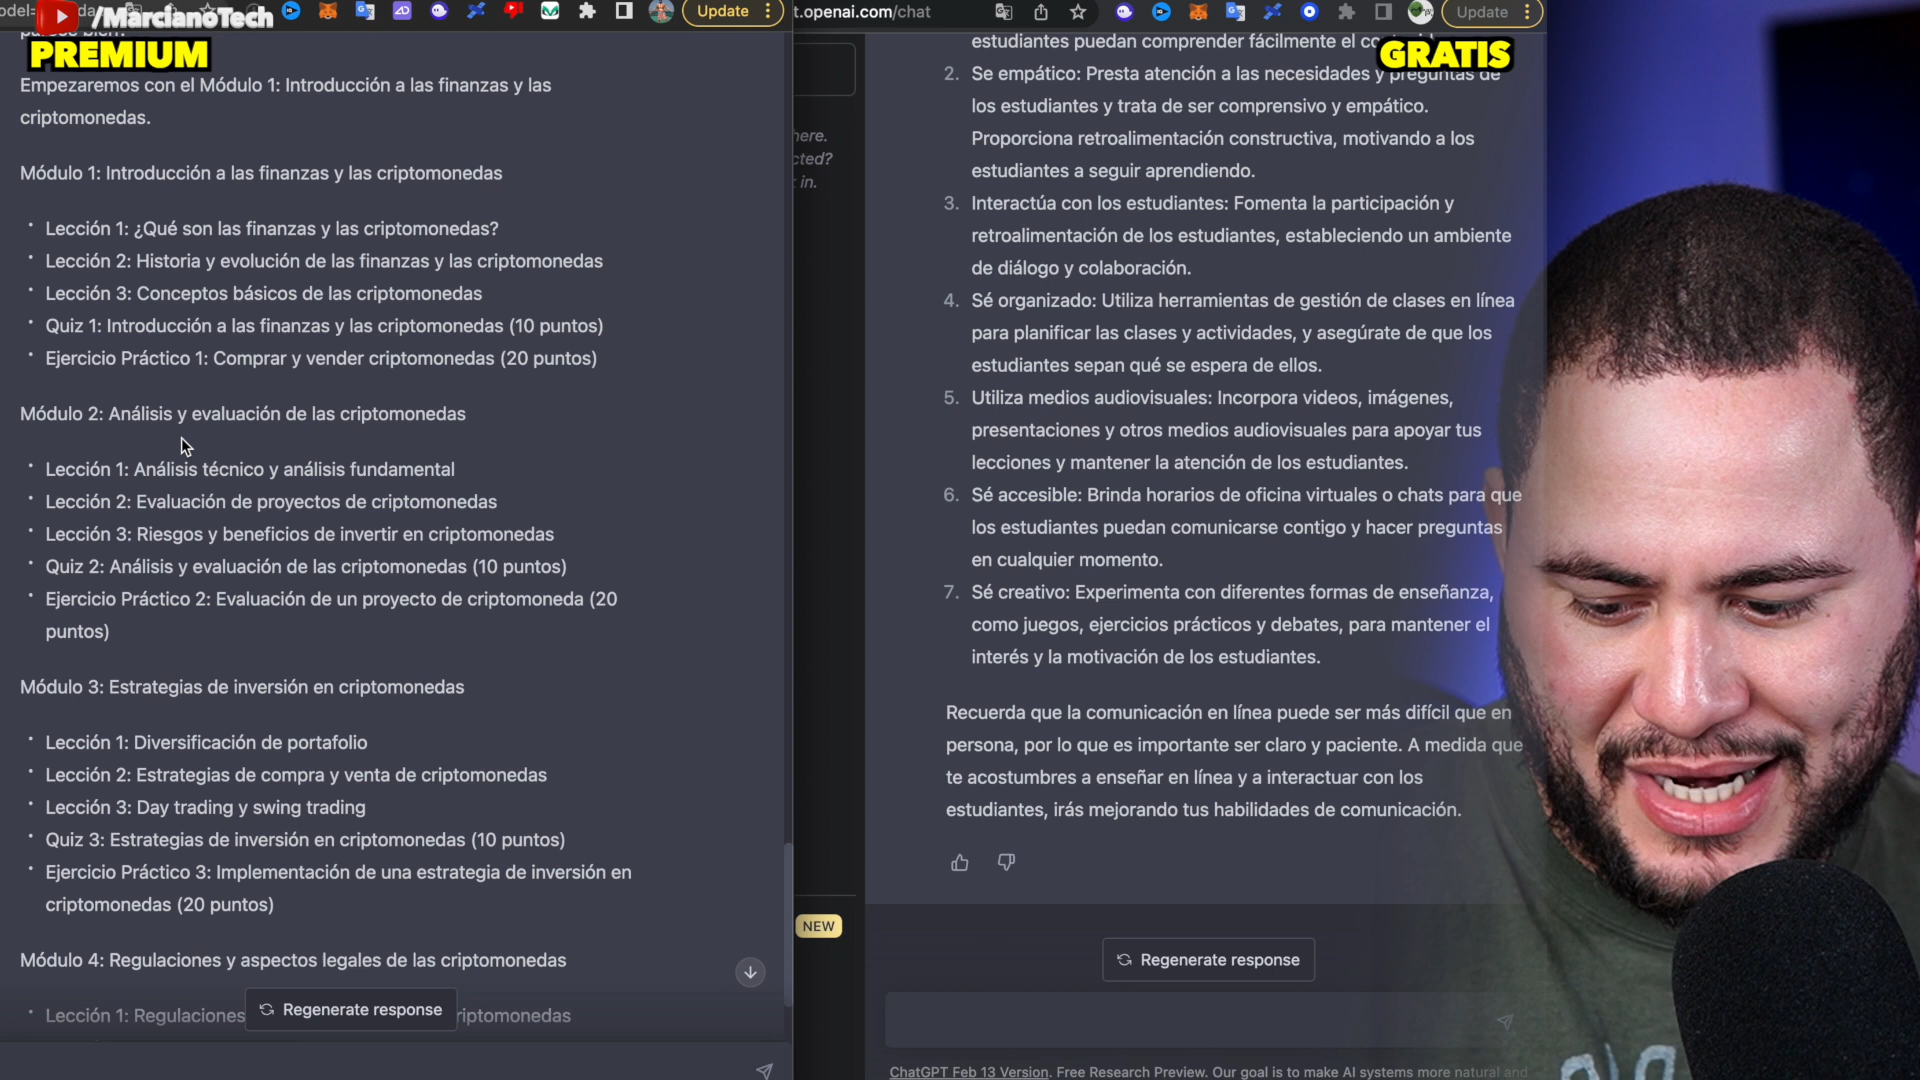 /MarcianoTech
PREMIUM
Update
t.openai.com/chat
Update
GRATIS
Empezaremos con el Módulo 1: Introducción a las finanzas y las
criptomonedas.
Módulo 1: Introducción a las finanzas y las criptomonedas
• Lección 1: ¿Qué son las finanzas y las criptomonedas?
• Lección 2: Historia y evolución de las finanzas y las criptomonedas
• Lección 3: Conceptos básicos de las criptomonedas
• Quiz 1: Introducción a las finanzas y las criptomonedas (10 puntos)
• Ejercicio Práctico 1: Comprar y vender criptomonedas (20 puntos)
Módulo 2: Análisis y evaluación de las criptomonedas
• Lección 1: Análisis técnico y análisis fundamental
• Lección 2: Evaluación de proyectos de criptomonedas
• Lección 3: Riesgos y beneficios de invertir en criptomonedas
• Quiz 2: Análisis y evaluación de las criptomonedas (10 puntos)
• Ejercicio Práctico 2: Evaluación de un proyecto de criptomoneda (20
puntos)
Módulo 3: Estrategias de inversión en criptomonedas
• Lección 1: Diversificación de portafolio
• Lección 2: Estrategias de compra y venta de criptomonedas
• Lección 3: Day trading y swing trading
• Quiz 3: Estrategias de inversión en criptomonedas (10 puntos)
• Ejercicio Práctico 3: Implementación de una estrategia de inversión en
criptomonedas (20 puntos)
Módulo 4: Regulaciones y aspectos legales de las criptomonedas
• Lección 1: Regulaciones
riptomonedas
Regenerate response
here.
cted?
in.
NEW
estudiantes puedan comprender fácilmente el
2. Se empático: Presta atención a las necesidades y preguntas de
los estudiantes y trata de ser comprensivo y empático.
Proporciona retroalimentación constructiva, motivando a los
estudiantes a seguir aprendiendo.
3. Interactúa con los estudiantes: Fomenta la participación y
retroalimentación de los estudiantes, estableciendo un ambiente
de diálogo y colaboración.
4. Sé organizado: Utiliza herramientas de gestión de clases en línea
para planificar las clases y actividades, y asegúrate de que los
estudiantes sepan qué se espera de ellos.
5. Utiliza medios audiovisuales: Incorpora videos, imágenes,
presentaciones y otros medios audiovisuales para apoyar tus
lecciones y mantener la atención de los estudiantes.
6. Sé accesible: Brinda horarios de oficina virtuales o chats para que
los estudiantes puedan comunicarse contigo y hacer preguntas
en cualquier momento.
7. Sé creativo: Experimenta con diferentes formas de enseñanza,
como juegos, ejercicios prácticos y debates, para mantener el
interés y la motivación de los estudiantes.
Recuerda que la comunicación en línea puede ser más difícil que en
persona, por lo que es importante ser claro y paciente. A medida que
te acostumbres a enseñar en línea y a interactuar con los
estudiantes, irás mejorando tus habilidades de comunicación.
Regenerate response
ChatGPT Feb 13 Version. Free Research Preview. Our goal is to make AI systems more natural and